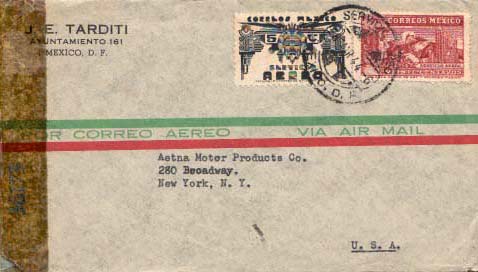 J. E. TARDITI
AYUNTAMIENTO 161
MEXICO, D. F.
CORREOS MEXICO
SERVICIO
AEREO
CORREOS MEXICO
POR CORREO AEREO VIA AIR MAIL
Aetna Motor Products Co.
280 Broadway.
New York, N. Y.
U. S. A.